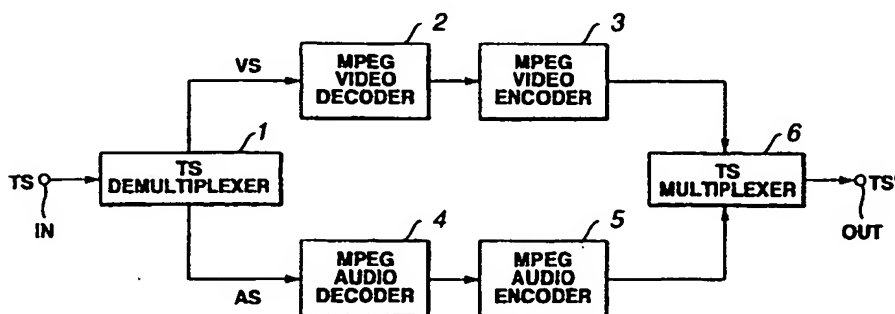 2
3
VS
MPEG
VIDEO
DECODER
MPEG
VIDEO
ENCODER
1
6
TS
TS
DEMULTIPLEXER
TS
MULTIPLEXER
TS'
IN
OUT
4
5
AS
MPEG
AUDIO
DECODER
MPEG
AUDIO
ENCODER